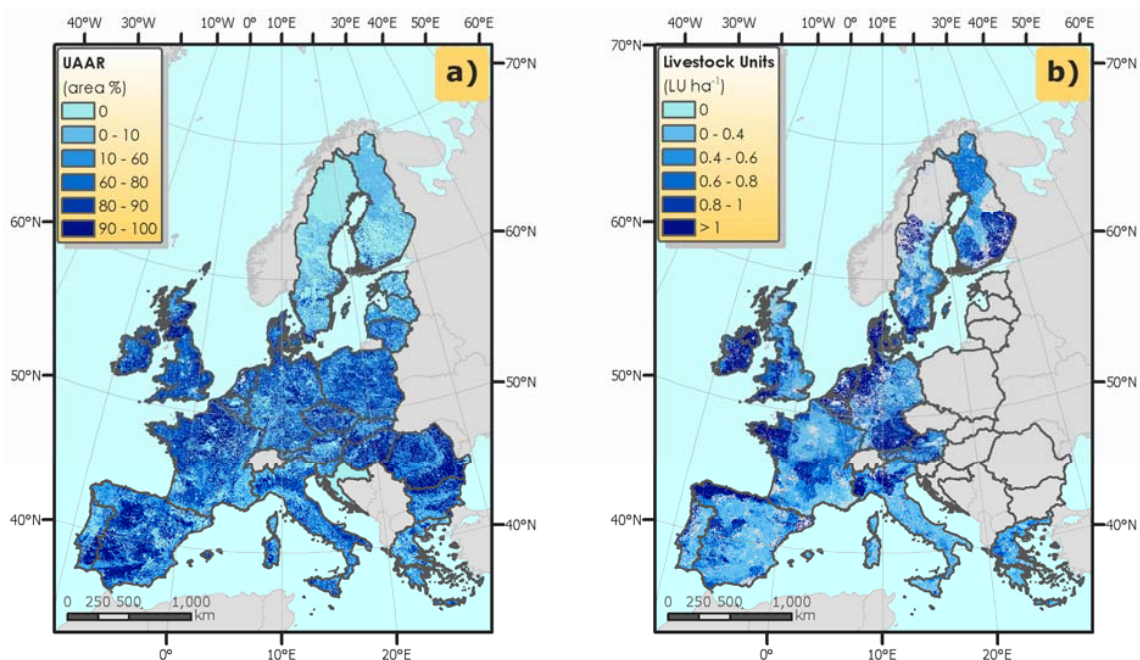 40°W 30°W 20°W 10°W 0° 10°E 20°E 30°E 40°E 50°E 60°E
UAAR
(area %)
0
0 - 10
10 - 60
60 - 80
80 - 90
90 - 100
a)
70°N
60°N
60°N
50°N
50°N
40°N
40°N
0 250 500 1,000
km
0° 10°E 20°E
40°W 30°W 20°W 10°W 0° 10°E 20°E 30°E 40°E 50°E 60°E
70°N
Livestock Units
(LU ha⁻¹)
0
0 - 0.4
0.4 - 0.6
0.6 - 0.8
0.8 - 1
> 1
b)
70°N
60°N
60°N
50°N
50°N
40°N
40°N
0 250 500 1,000
km
0° 10°E 20°E